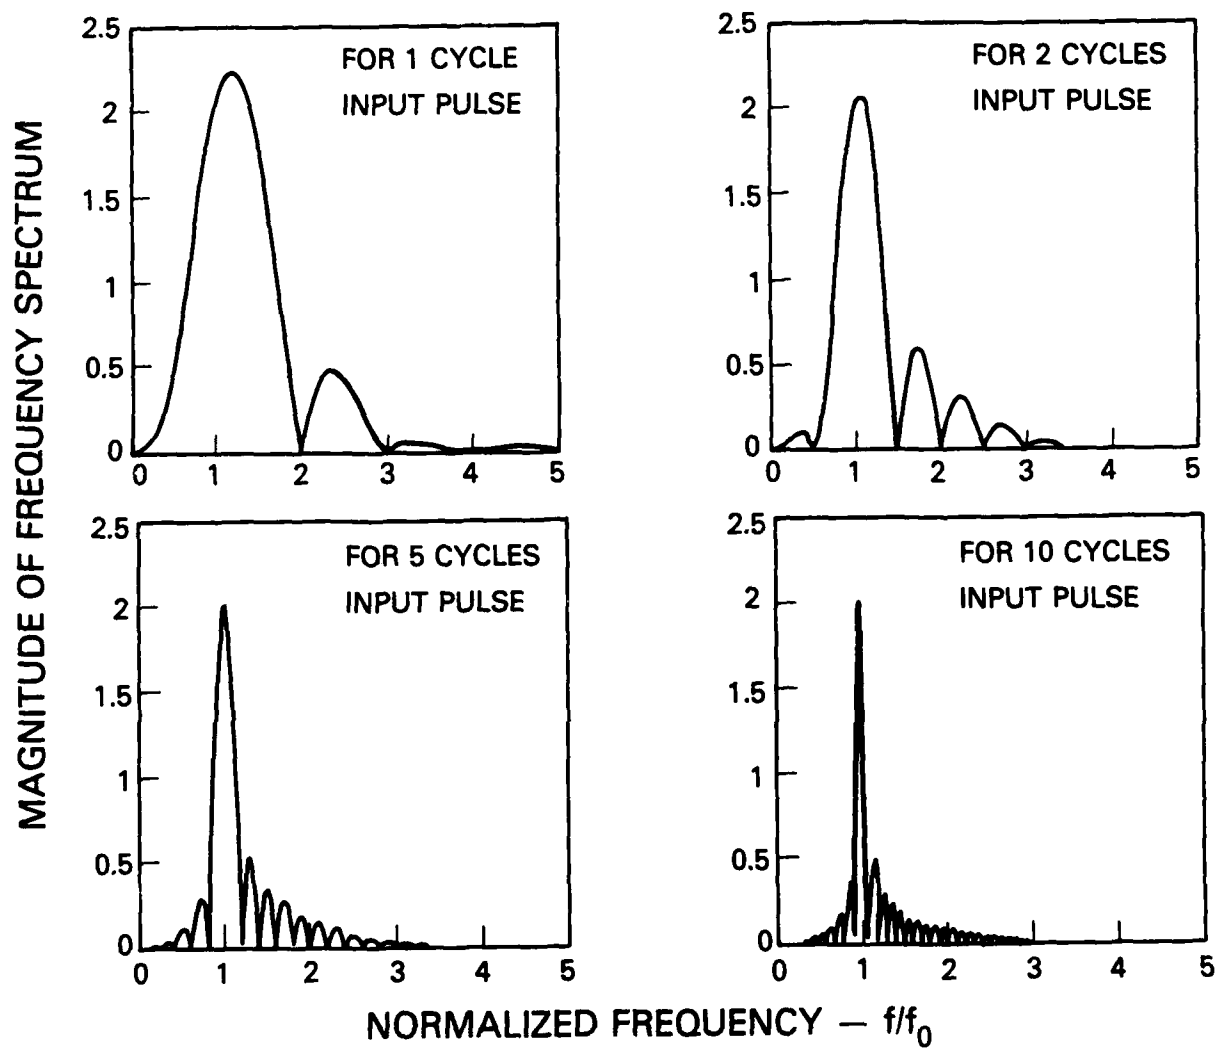 MAGNITUDE OF FREQUENCY SPECTRUM
2.5
2
1.5
1
0.5
0
FOR 1 CYCLE
INPUT PULSE
0 1 2 3 4 5
2.5
2
1.5
1
0.5
0
FOR 2 CYCLES
INPUT PULSE
0 1 2 3 4 5
2.5
2
1.5
1
0.5
0
FOR 5 CYCLES
INPUT PULSE
0 1 2 3 4 5
2.5
2
1.5
1
0.5
0
FOR 10 CYCLES
INPUT PULSE
0 1 2 3 4 5
NORMALIZED FREQUENCY — f/f₀